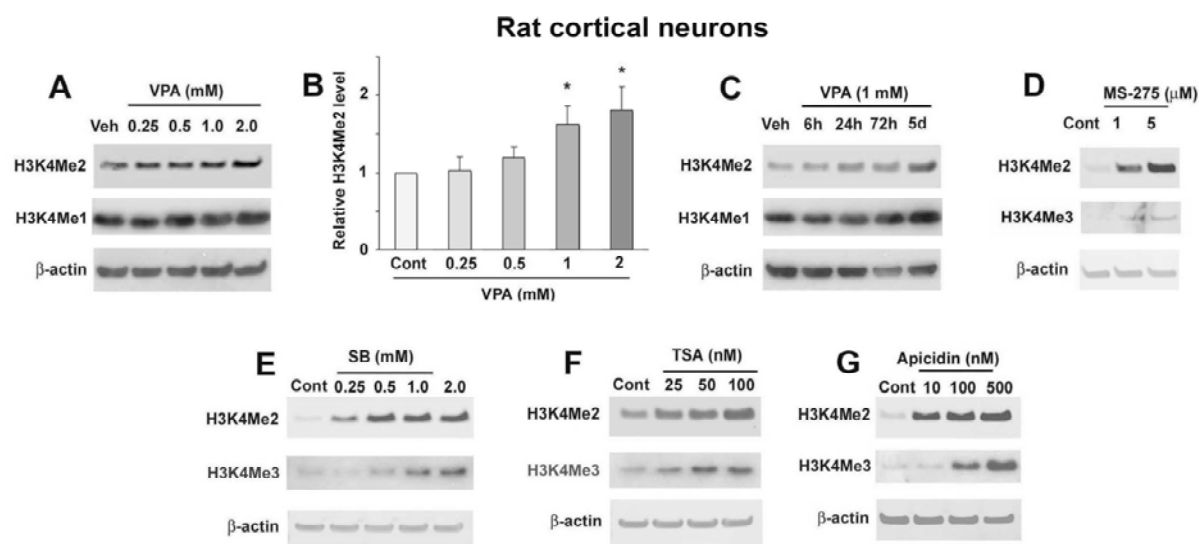 Rat cortical neurons
A
VPA (mM)
Veh 0.25 0.5 1.0 2.0
H3K4Me2
H3K4Me1
β-actin
B
Relative H3K4Me2 level
2
1
0
* *
Cont 0.25 0.5 1 2
VPA (mM)
C
VPA (1 mM)
Veh 6h 24h 72h 5d
H3K4Me2
H3K4Me1
β-actin
D
MS-275 (μM)
Cont 1 5
H3K4Me2
H3K4Me3
β-actin
E
SB (mM)
Cont 0.25 0.5 1.0 2.0
H3K4Me2
H3K4Me3
β-actin
F
TSA (nM)
Cont 25 50 100
H3K4Me2
H3K4Me3
β-actin
G
Apicidin (nM)
Cont 10 100 500
H3K4Me2
H3K4Me3
β-actin